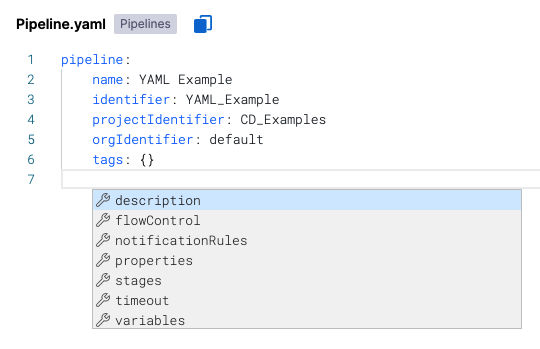 Pipeline.yaml Pipelines
1 pipeline:
2 name: YAML Example
3 identifier: YAML_Example
4 projectIdentifier: CD_Examples
5 orgIdentifier: default
6 tags: {}
7
description
flowControl
notificationRules
properties
stages
timeout
variables